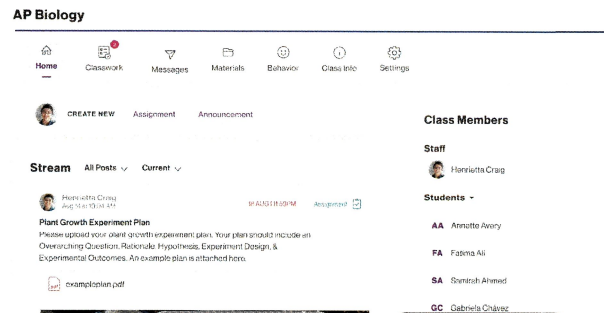 AP Biology
Home
Classwork
Messages
Materials
Behavior
Class Info
Settings
CREATE NEW Assignment Announcement
Stream All Posts Current
Henrietta Craig
Assignment
Plant Growth Experiment Plan
Please upload your plant growth experiment plan. Your plan should include an
Overarching Question, Rationale, Hypothesis, Experiment Design, &
Experimental Outcomes. An example plan is attached here.
exampleplan.pdf
Class Members
Staff
Henrietta Craig
Students
AA Annette Avery
FA Fatima Ali
SA Samirah Ahmed
GC Gabriela Chávez